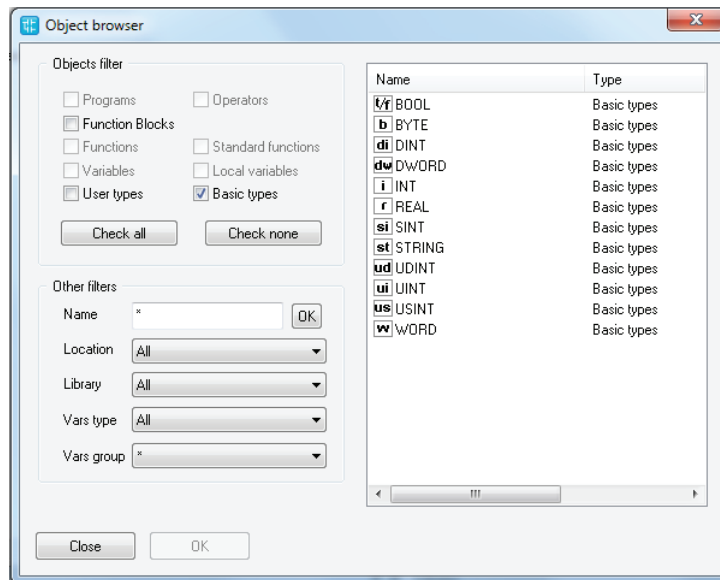 Object browser
Objects filter
Programs Operators
Function Blocks
Functions Standard functions
Variables Local variables
User types Basic types
Check all Check none
Other filters
Name * OK
Location All
Library All
Vars type All
Vars group *
Close OK
Name Type
t/f BOOL Basic types
b BYTE Basic types
di DINT Basic types
dw DWORD Basic types
i INT Basic types
r REAL Basic types
si SINT Basic types
st STRING Basic types
ud UDINT Basic types
ui UINT Basic types
us USINT Basic types
w WORD Basic types